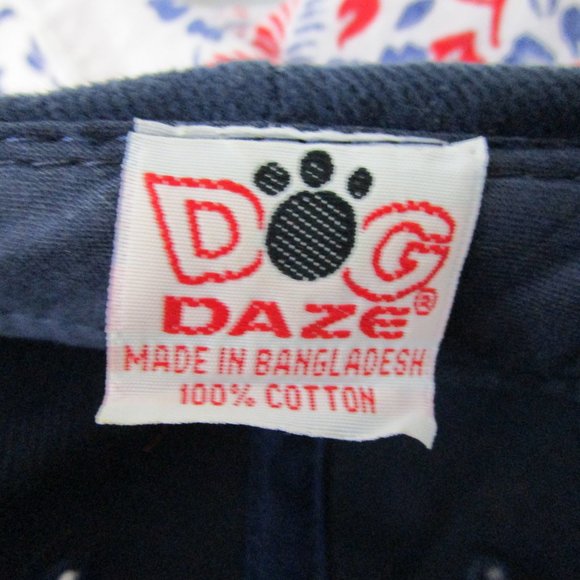 DOG
DAZE®
MADE IN BANGLADESH
100% COTTON